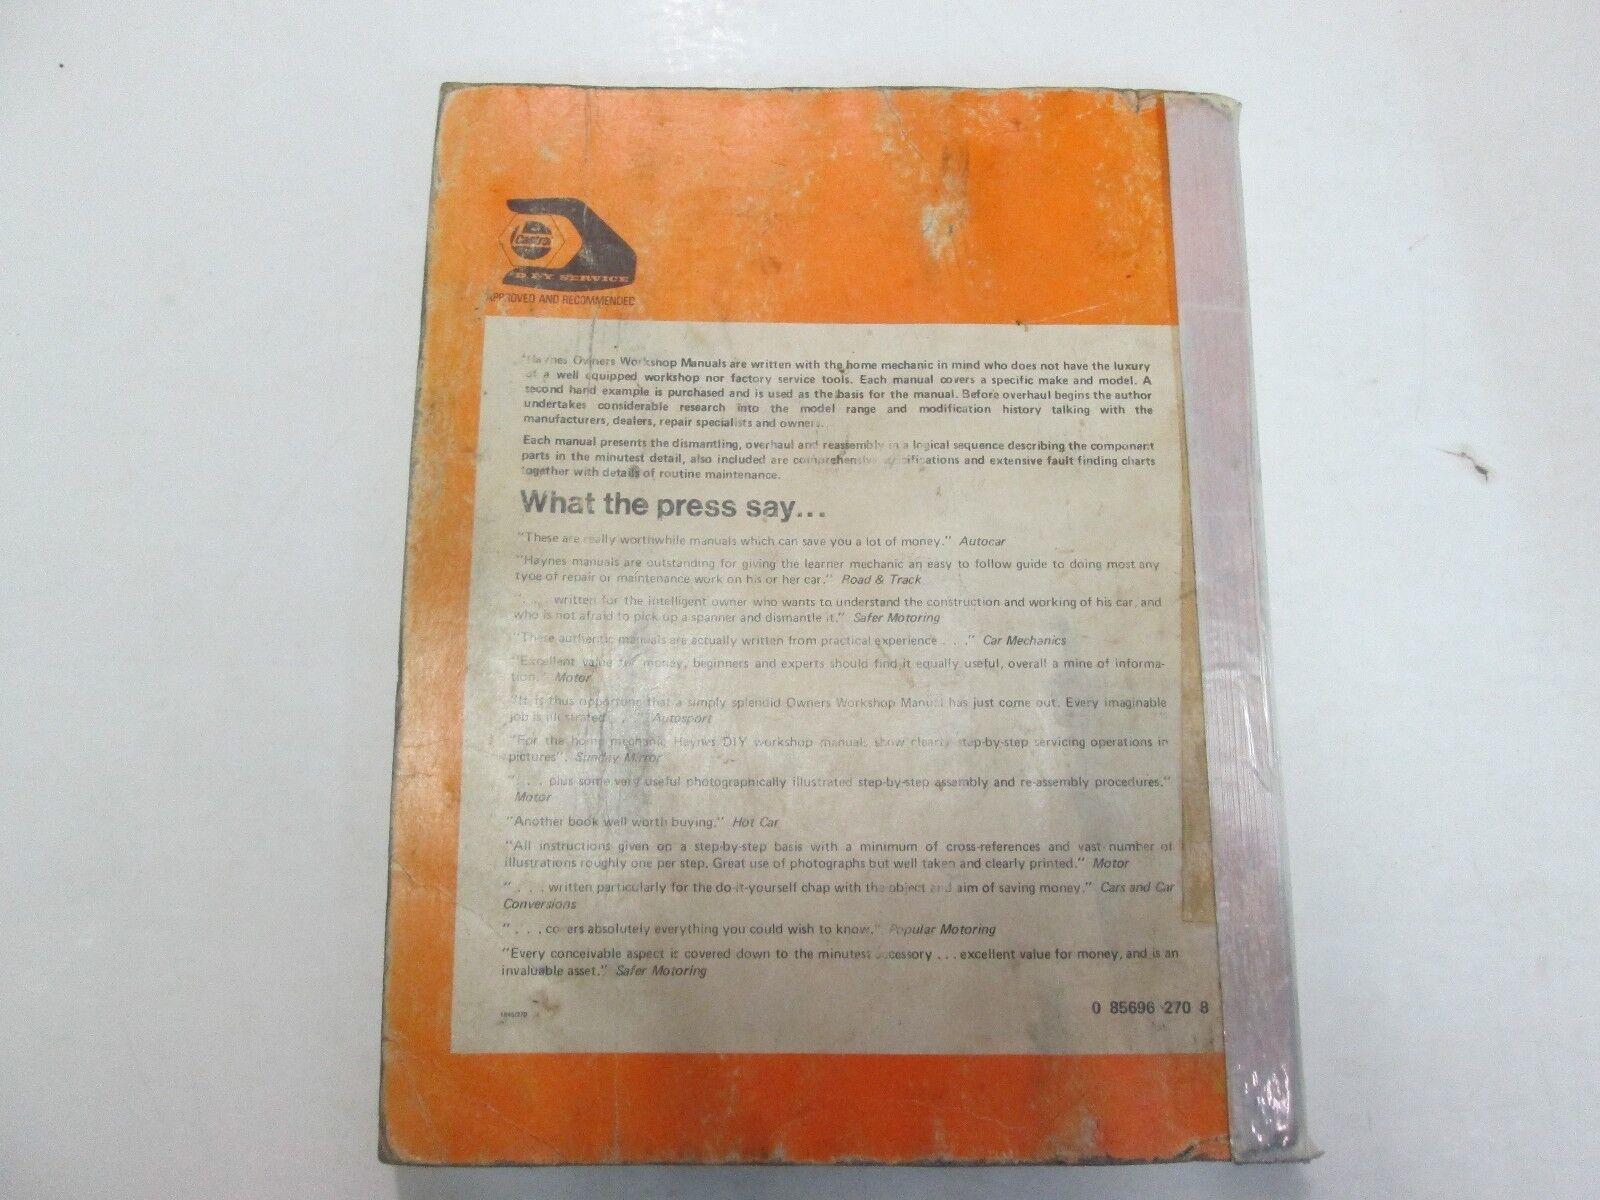 Castrol
DIY SERVICE
APPROVED AND RECOMMENDED
"Haynes Owners Workshop Manuals are written with the home mechanic in mind who does not have the luxury
of a well equipped workshop nor factory service tools. Each manual covers a specific make and model. A
second hand example is purchased and is used as the basis for the manual. Before overhaul begins the author
undertakes considerable research into the model range and modification history talking with the
manufacturers, dealers, repair specialists and owners.
Each manual presents the dismantling, overhaul and reassembly in a logical sequence describing the component
parts in the minutest detail, also included are comprehensive specifications and extensive fault finding charts
together with details of routine maintenance.
What the press say...
"These are really worthwhile manuals which can save you a lot of money." Autocar
"Haynes manuals are outstanding for giving the learner mechanic an easy to follow guide to doing most any
type of repair or maintenance work on his or her car." Road & Track
". . . written for the intelligent owner who wants to understand the construction and working of his car, and
who is not afraid to pick up a spanner and dismantle it." Safer Motoring
"These authentic manuals are actually written from practical experience . . ." Car Mechanics
"Excellent value for money, beginners and experts should find it equally useful, overall a mine of informa-
tion." Motor
"It is thus opportune that a simply splendid Owners Workshop Manual has just come out. Every imaginable
job is illustrated . . ." Autosport
"For the home mechanic Haynes DIY workshop manuals show clearly step-by-step servicing operations in
pictures". Sunday Mirror
". . . plus some very useful photographically illustrated step-by-step assembly and re-assembly procedures."
Motor
"Another book well worth buying." Hot Car
"All instructions given on a step-by-step basis with a minimum of cross-references and vast number of
illustrations roughly one per step. Great use of photographs but well taken and clearly printed." Motor
". . . written particularly for the do-it-yourself chap with the object and aim of saving money." Cars and Car
Conversions
". . . covers absolutely everything you could wish to know." Popular Motoring
"Every conceivable aspect is covered down to the minutest accessory . . . excellent value for money, and is an
invaluable asset." Safer Motoring
0 85696 270 8